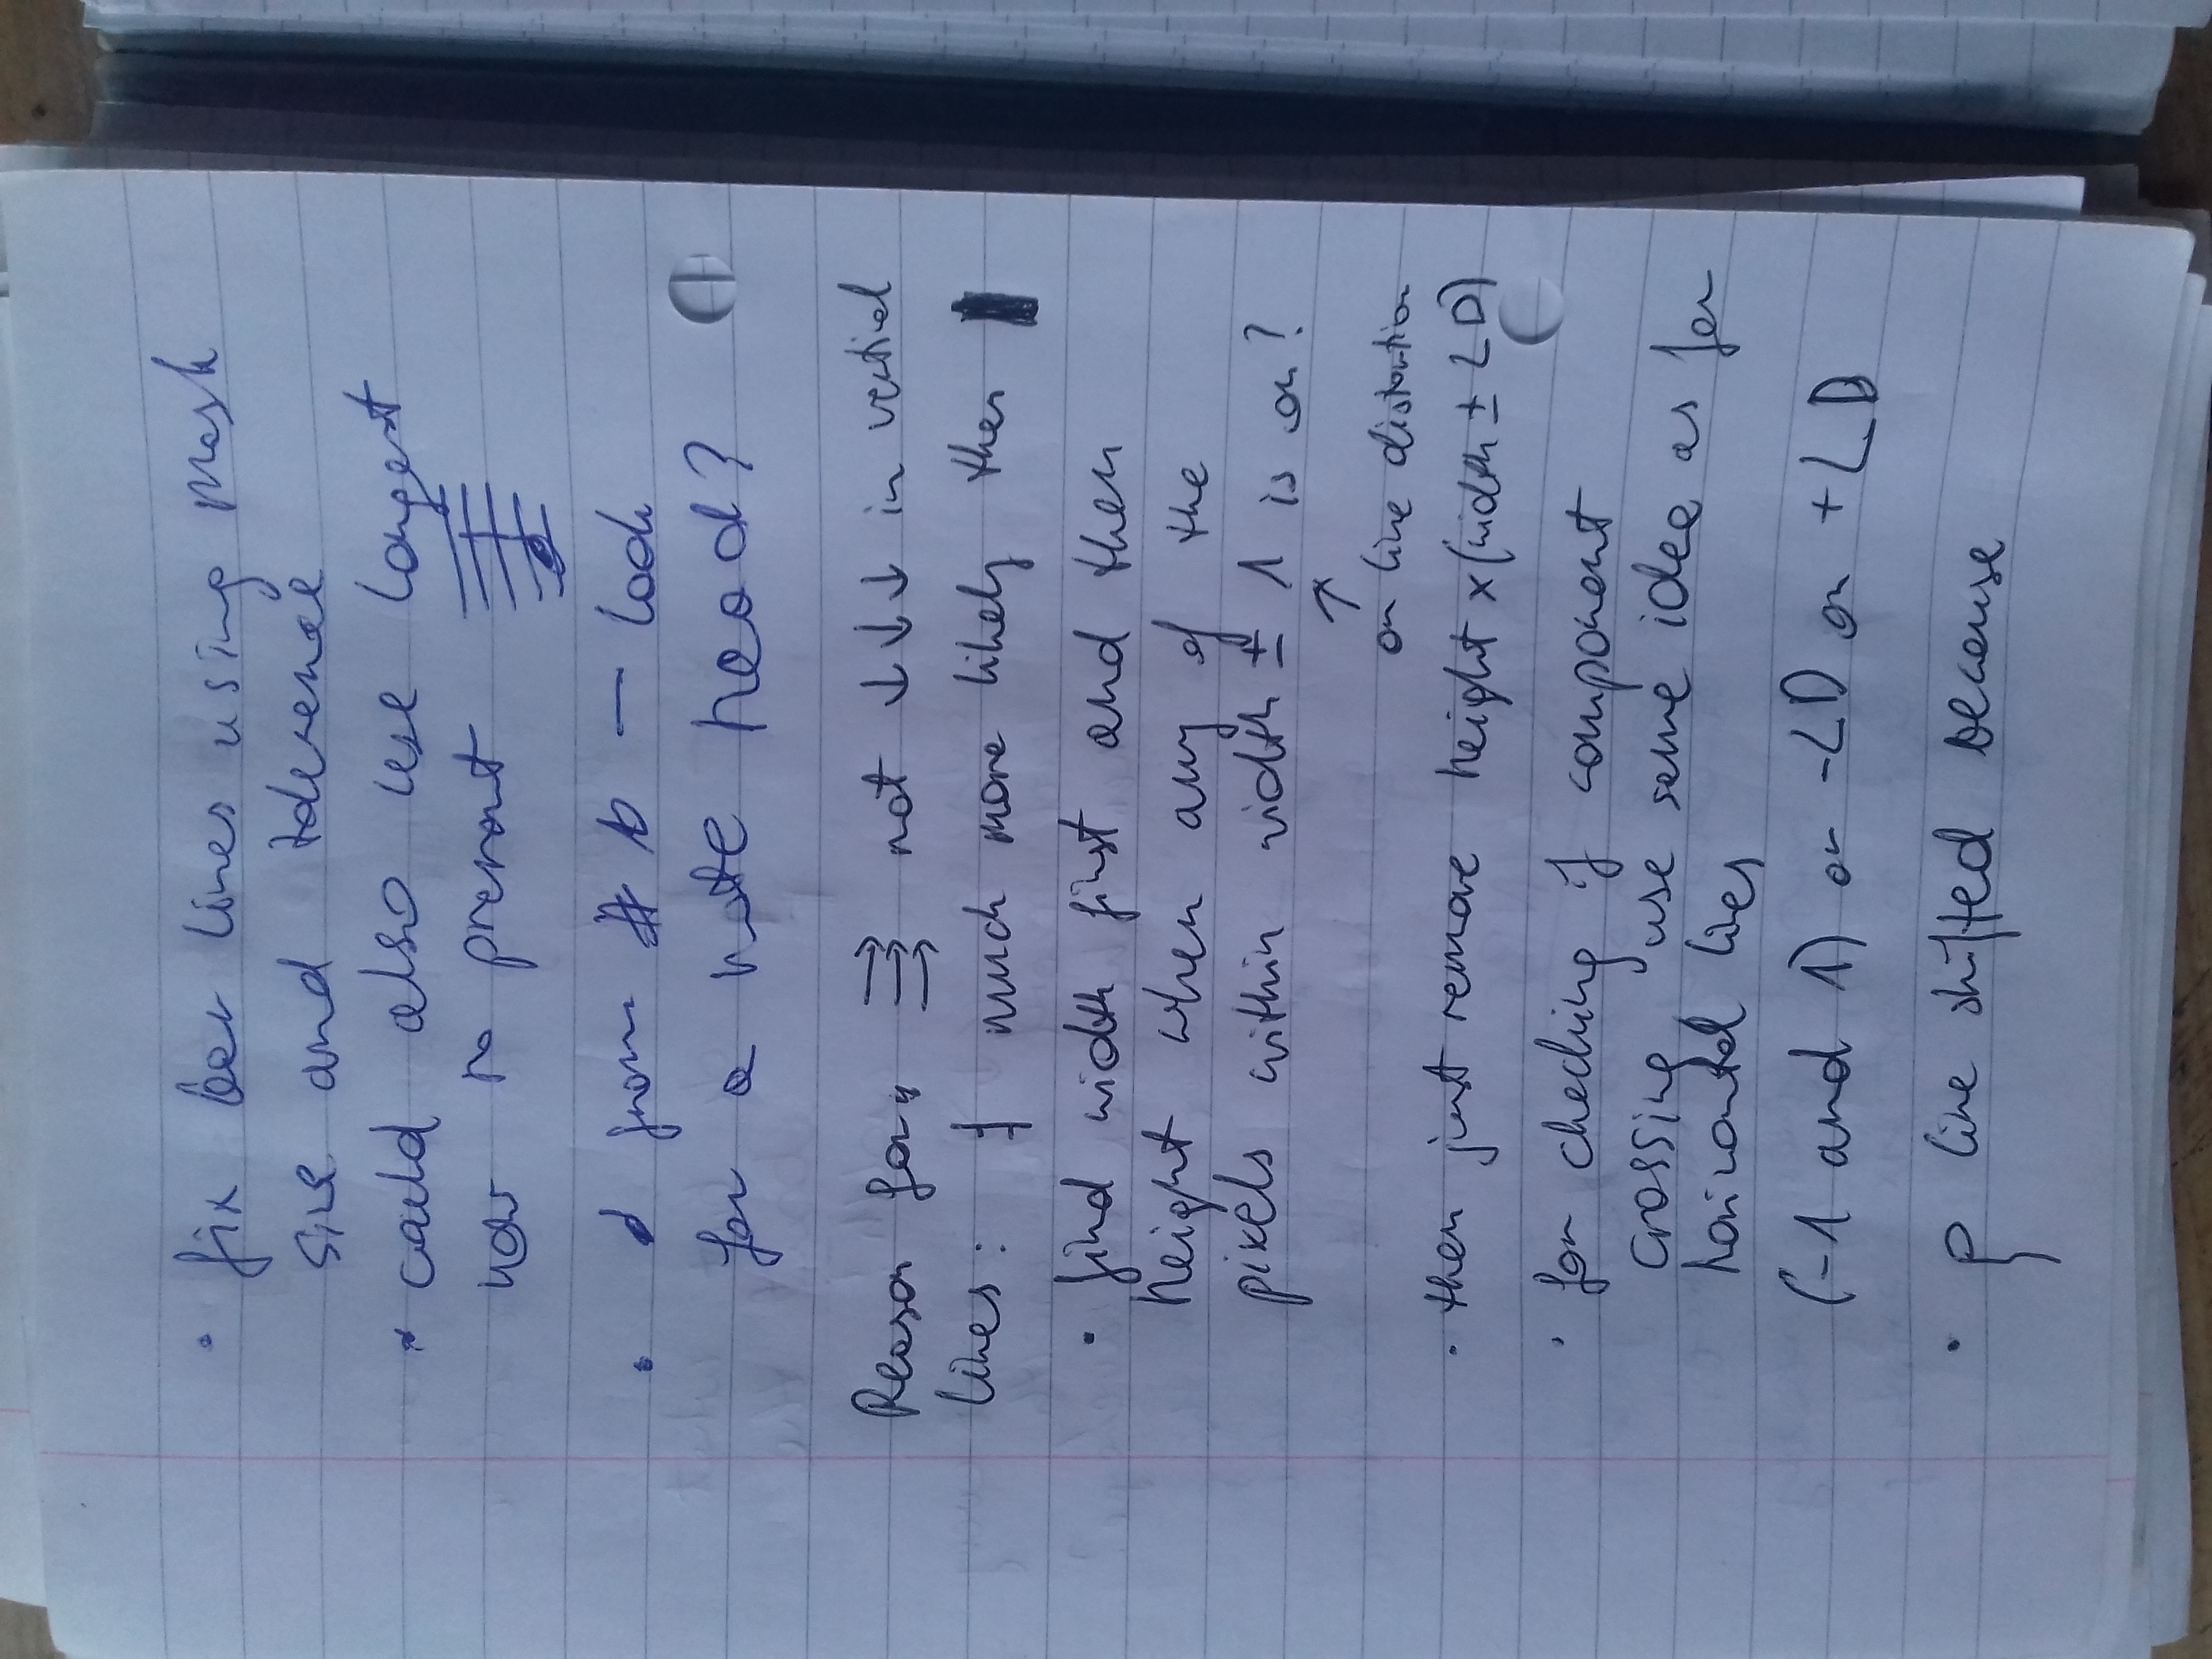 · fix bar lines using mask
size and tolerance
· could also use longest
row to prevent
· from # b — look
for a note head?
Reason for not ↓↓↓ in vertical
lines: much more likely than
· find width first and then
height when any of the
pixels within width ± 1 is on?
↑
or line distortion
· then just remove height x (width ± LD)
· for checking if component
crossing use same idea as for
horizontal lines
(-1 and 1) or -LD or +LD
· line shifted because